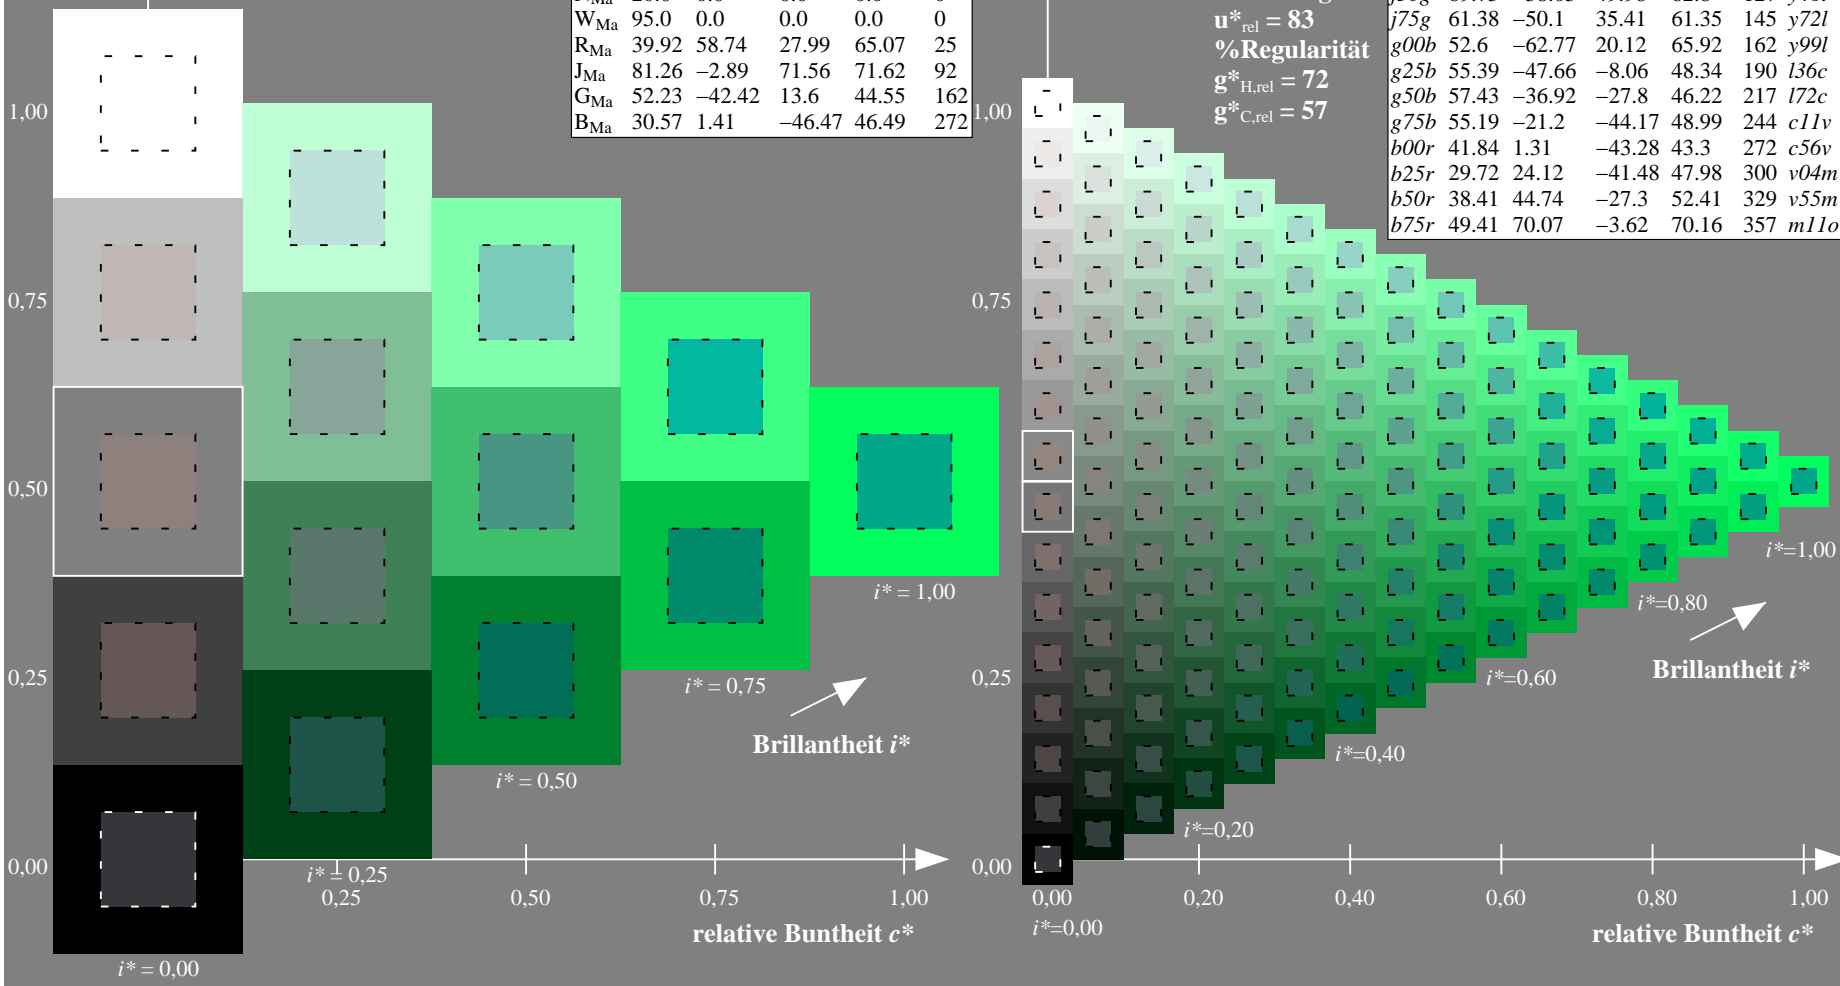 W_Ma 95.0 0.0 0.0 0.0 0
R_Ma 39.92 58.74 27.99 65.07 25
J_Ma 81.26 −2.89 71.56 71.62 92
G_Ma 52.23 −42.42 13.6 44.55 162
B_Ma 30.57 1.41 −46.47 46.49 272
u*rel = 83
%Regularität
g*H,rel = 72
g*C,rel = 57
j75g 61.38 −50.1 35.41 61.35 145 y72l
g00b 52.6 −62.77 20.12 65.92 162 y99l
g25b 55.39 −47.66 −8.06 48.34 190 l36c
g50b 57.43 −36.92 −27.8 46.22 217 l72c
g75b 55.19 −21.2 −44.17 48.99 244 c11v
b00r 41.84 1.31 −43.28 43.3 272 c56v
b25r 29.72 24.12 −41.48 47.98 300 v04m
b50r 38.41 44.74 −27.3 52.41 329 v55m
b75r 49.41 70.07 −3.62 70.16 357 m11o
1,00
0,75
0,50
0,25
0,00
i* = 1,00
i* = 0,75
Brillantheit i*
i* = 0,50
i* = 0,25
0,25 0,50 0,75 1,00
relative Buntheit c*
i* = 0,00
1,00
0,75
0,50
0,25
0,00
i*=1,00
i*=0,80
Brillantheit i*
i*=0,60
i*=0,40
i*=0,20
0,00 0,20 0,40 0,60 0,80 1,00
i*=0,00
relative Buntheit c*